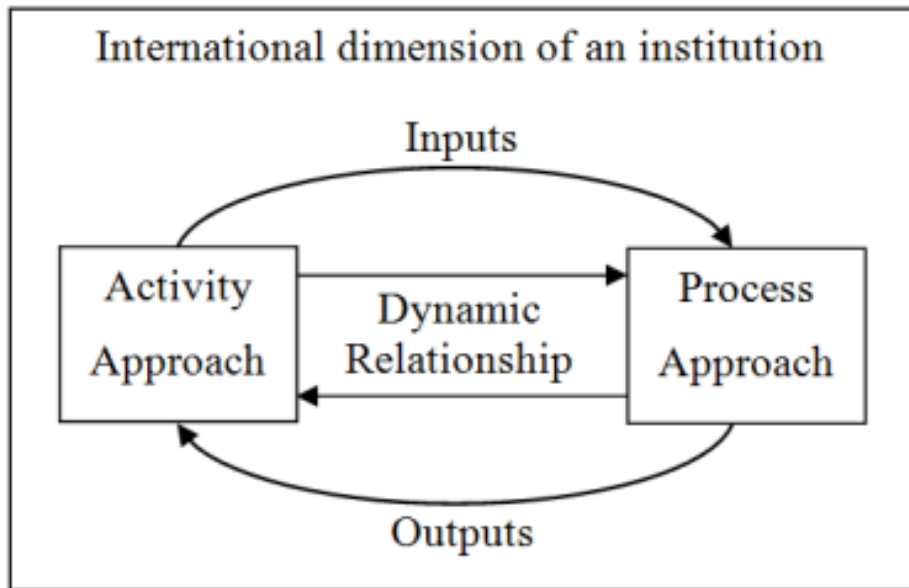 International dimension of an institution
Inputs
Activity
Approach
Dynamic
Relationship
Process
Approach
Outputs